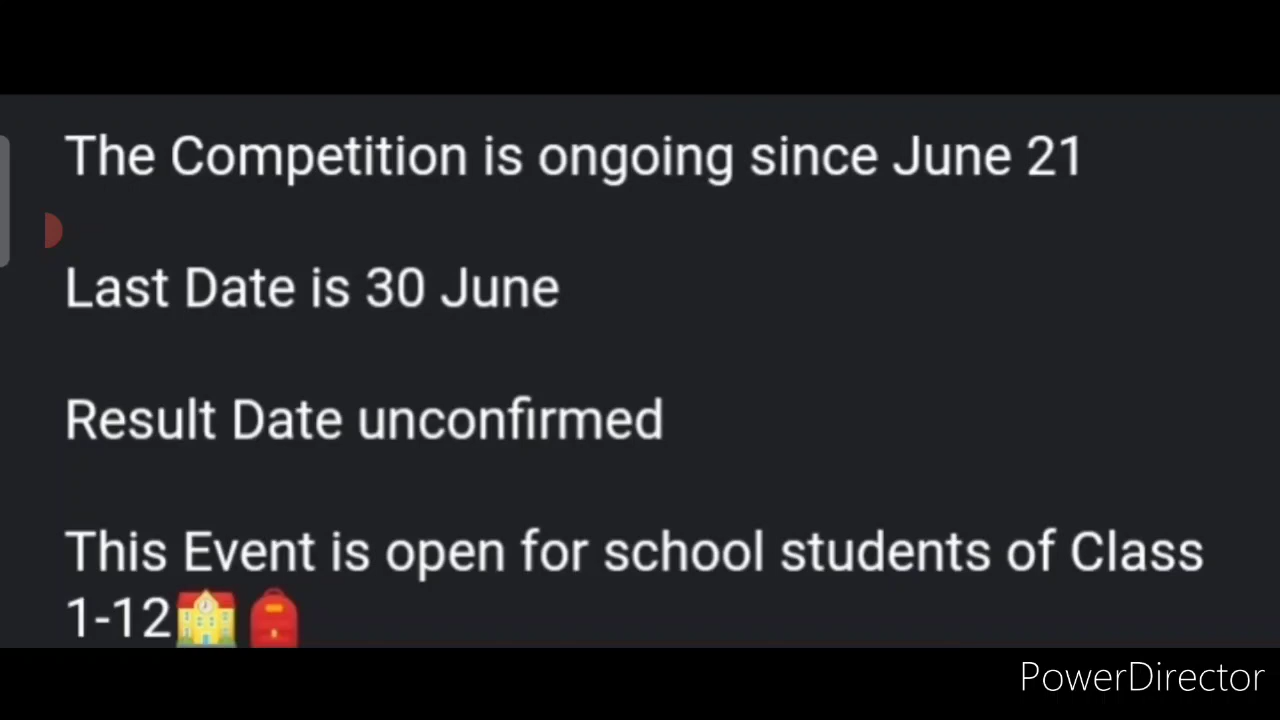 The Competition is ongoing since June 21
Last Date is 30 June
Result Date unconfirmed
This Event is open for school students of Class
1-12🏫🎒
PowerDirector